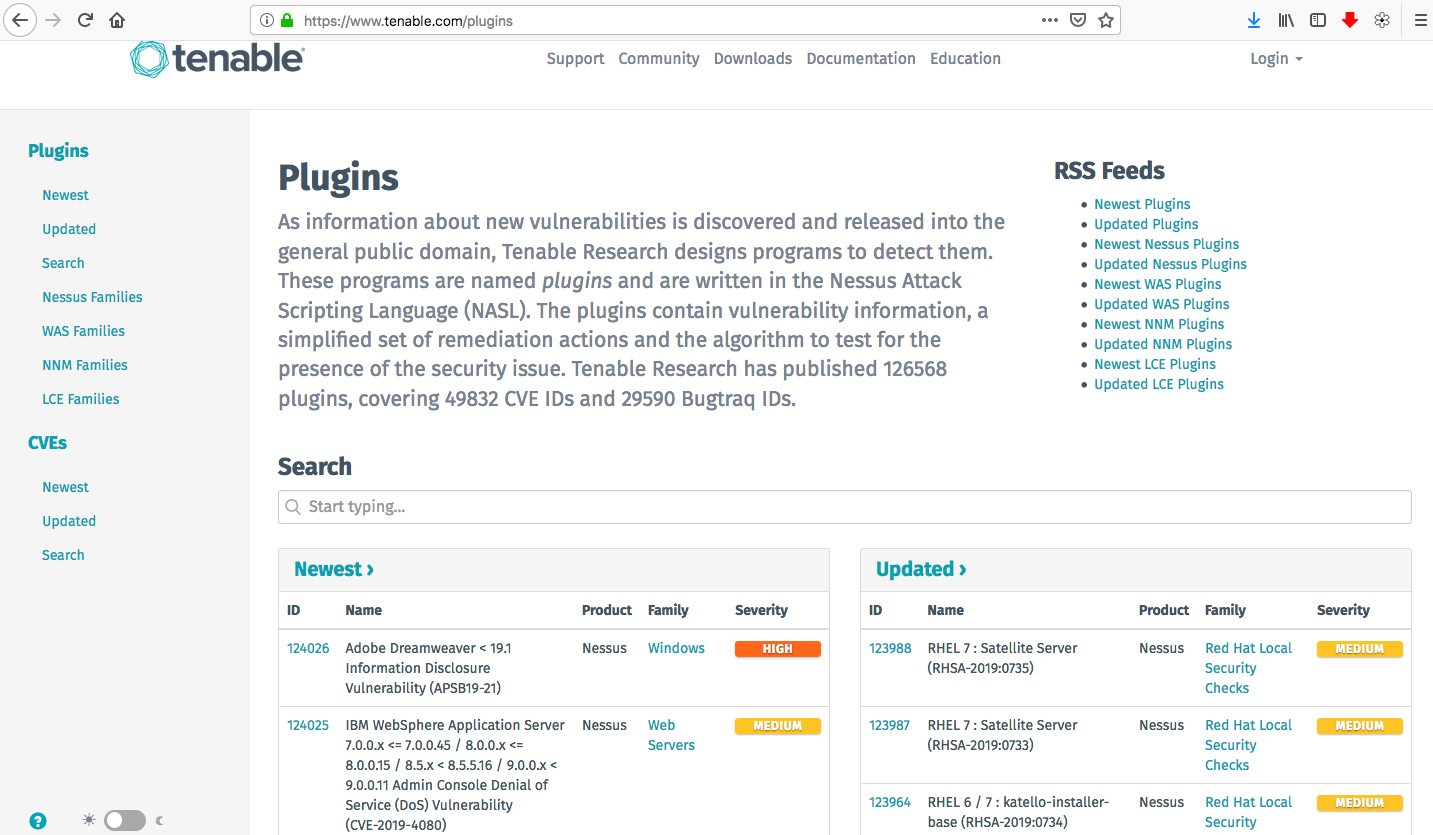 https://www.tenable.com/plugins
tenable
Support Community Downloads Documentation Education
Login
Plugins
Newest
Updated
Search
Nessus Families
WAS Families
NNM Families
LCE Families
CVEs
Newest
Updated
Search
Plugins
As information about new vulnerabilities is discovered and released into the
general public domain, Tenable Research designs programs to detect them.
These programs are named plugins and are written in the Nessus Attack
Scripting Language (NASL). The plugins contain vulnerability information, a
simplified set of remediation actions and the algorithm to test for the
presence of the security issue. Tenable Research has published 126568
plugins, covering 49832 CVE IDs and 29590 Bugtraq IDs.
RSS Feeds
Newest Plugins
Updated Plugins
Newest Nessus Plugins
Updated Nessus Plugins
Newest WAS Plugins
Updated WAS Plugins
Newest NNM Plugins
Updated NNM Plugins
Newest LCE Plugins
Updated LCE Plugins
Search
Start typing...
Newest ›
ID Name Product Family Severity
124026 Adobe Dreamweaver < 19.1 Nessus Windows HIGH
Information Disclosure
Vulnerability (APSB19-21)
124025 IBM WebSphere Application Server Nessus Web MEDIUM
7.0.0.x <= 7.0.0.45 / 8.0.0.x <= Servers
8.0.0.15 / 8.5.x < 8.5.5.16 / 9.0.0.x <
9.0.0.11 Admin Console Denial of
Service (DoS) Vulnerability
(CVE-2019-4080)
Updated ›
ID Name Product Family Severity
123988 RHEL 7 : Satellite Server Nessus Red Hat Local MEDIUM
(RHSA-2019:0735) Security
Checks
123987 RHEL 7 : Satellite Server Nessus Red Hat Local MEDIUM
(RHSA-2019:0733) Security
Checks
123964 RHEL 6 / 7 : katello-installer- Nessus Red Hat Local MEDIUM
base (RHSA-2019:0734) Security